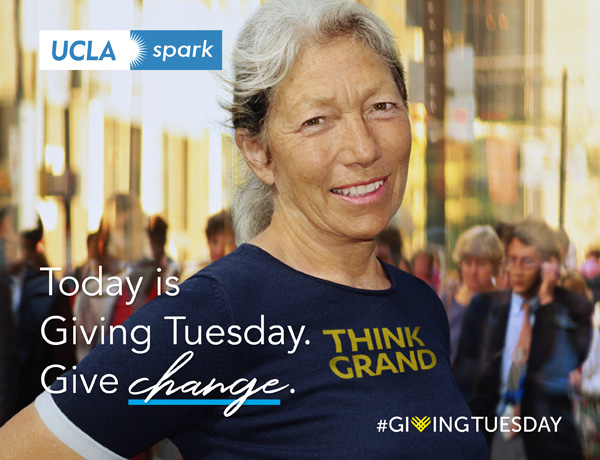 UCLA spark
Today is
Giving Tuesday.
Give change.
THINK
GRAND
#GIVINGTUESDAY